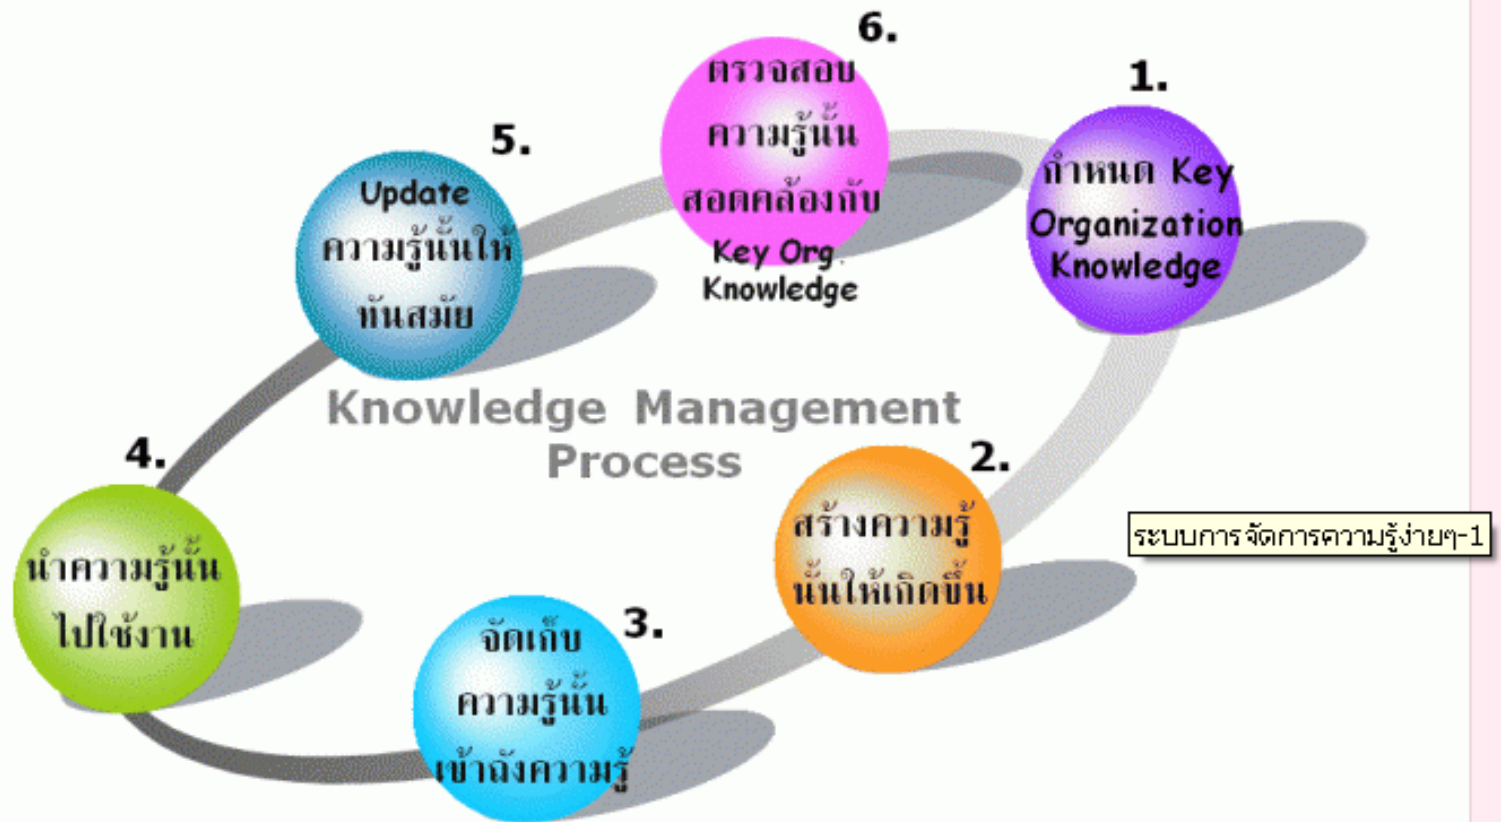 1.
กำหนด Key
Organization
Knowledge
2.
สร้างความรู้
นั้นให้เกิดขึ้น
3.
จัดเก็บ
ความรู้นั้น
เข้าถึงความรู้
4.
นำความรู้นั้น
ไปใช้งาน
5.
Update
ความรู้นั้นให้
ทันสมัย
6.
ตรวจสอบ
ความรู้นั้น
สอดคล้องกับ
Key Org.
Knowledge
Knowledge Management
Process
ระบบการจัดการความรู้ง่ายๆ-1